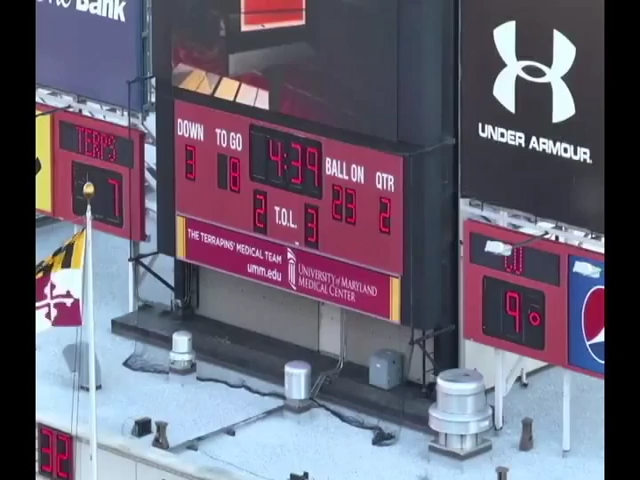 Bank
UNDER ARMOUR.
TERPS
7
DOWN TO GO 4:39 BALL ON QTR
3 8 23 2
2 T.O.L. 3
THE TERRAPINS' MEDICAL TEAM
umm.edu
UNIVERSITY of MARYLAND
MEDICAL CENTER
9
32